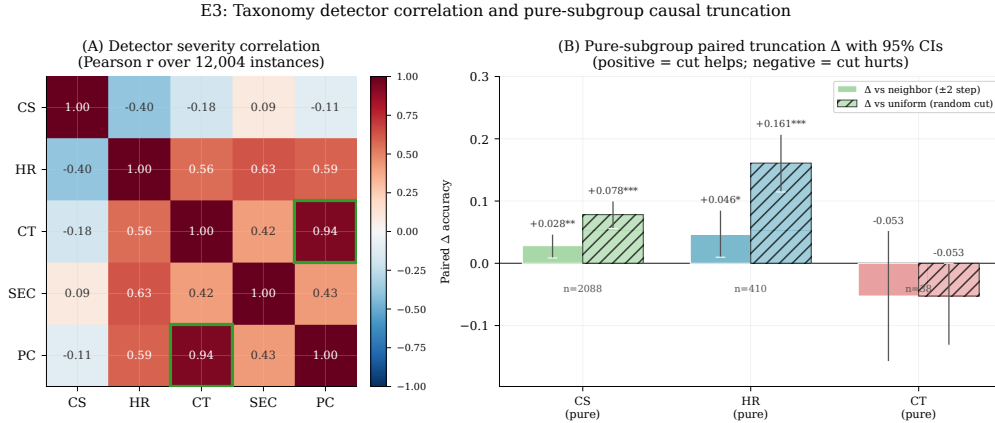 E3: Taxonomy detector correlation and pure-subgroup causal truncation
(A) Detector severity correlation
(Pearson r over 12,004 instances)
CS
HR
CT
SEC
PC
1.00 -0.40 -0.18 0.09 -0.11
-0.40 1.00 0.56 0.63 0.59
-0.18 0.56 1.00 0.42 0.94
0.09 0.63 0.42 1.00 0.43
-0.11 0.59 0.94 0.43 1.00
CS HR CT SEC PC
1.00
0.75
0.50
0.25
0.00
−0.25
−0.50
−0.75
−1.00
(B) Pure-subgroup paired truncation Δ with 95% CIs
(positive = cut helps; negative = cut hurts)
Paired Δ accuracy
0.3
0.2
0.1
0.0
−0.1
Δ vs neighbor (±2 step)
Δ vs uniform (random cut)
+0.028**
+0.078***
+0.046*
+0.161***
-0.053
-0.053
n=2088
n=410
n=38
CS
(pure)
HR
(pure)
CT
(pure)